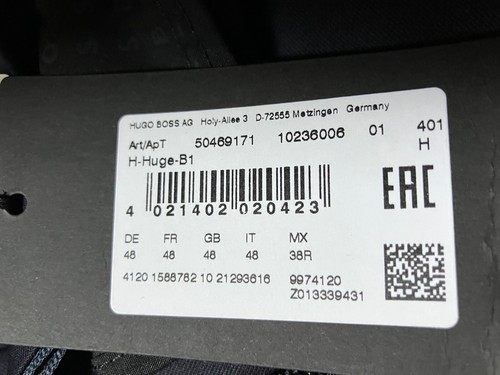 HUGO BOSS AG Holy-Allee 3 D-72555 Metzingen Germany
Art/ApT 50469171 10236006 01 401
H-Huge-B1 H
EAC
4 021402 020423
DE FR GB IT MX
48 48 48 48 38R
4120 1588782 10 21293616 9974120
Z013339431